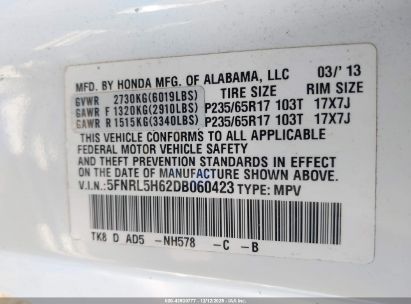 MFD. BY HONDA MFG. OF ALABAMA, LLC 03/'13
TIRE SIZE RIM SIZE
GVWR 2730KG(6019LBS)
GAWR F 1320KG(2910LBS) P235/65R17 103T 17X7J
GAWR R 1515KG(3340LBS) P235/65R17 103T 17X7J
THIS VEHICLE CONFORMS TO ALL APPLICABLE
FEDERAL MOTOR VEHICLE SAFETY
AND THEFT PREVENTION STANDARDS IN EFFECT
ON THE DATE OF MANUFACTURE SHOWN ABOVE.
V.I.N.: 5FNRL5H62DB060423 TYPE: MPV
TK8 D AD5 -NH578 -C -B